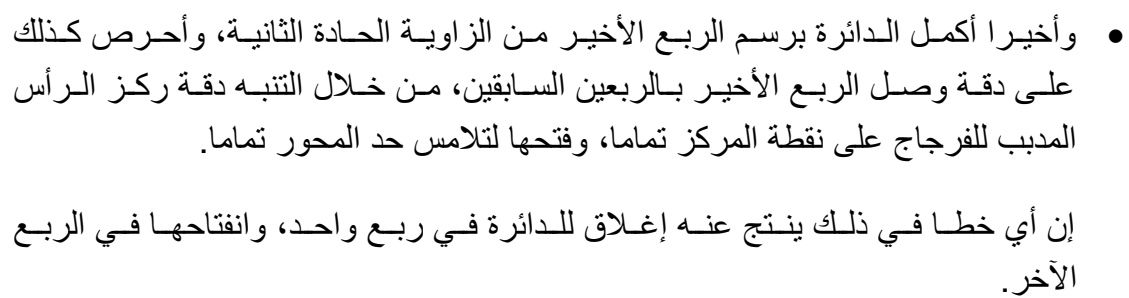 • وأخيرا أكمل الدائرة برسم الربع الأخير من الزاوية الحادة الثانية، وأحرص كذلك
على دقة وصل الربع الأخير بالربعين السابقين، من خلال التنبه دقة ركز الرأس
المدبب للفرجاج على نقطة المركز تماما، وفتحها لتلامس حد المحور تماما.
إن أي خطا في ذلك ينتج عنه إغلاق للدائرة في ربع واحد، وانفتاحها في الربع
الآخر.